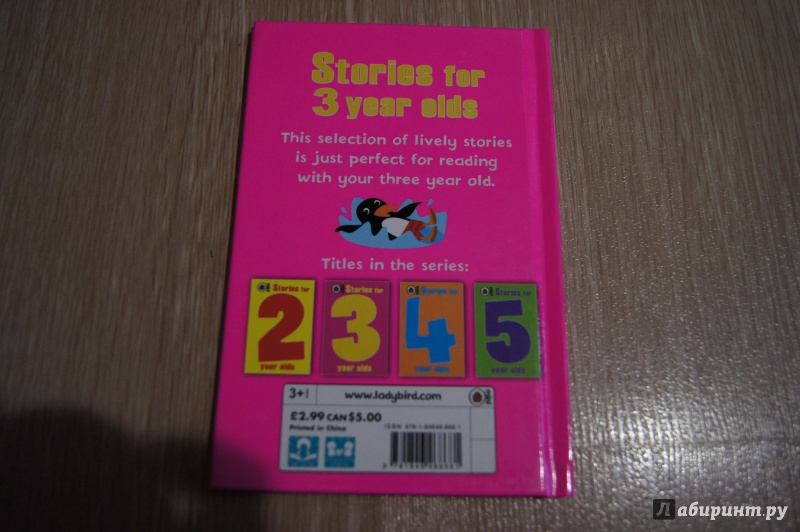 Stories for
3 year olds
This selection of lively stories
is just perfect for reading
with your three year old.
Titles in the series:
Stories for
2
year olds
Stories for
3
year olds
Stories for
4
year olds
Stories for
5
year olds
3+
www.ladybird.com
£2.99 CAN $5.00
Printed in China
Лабиринт.ру